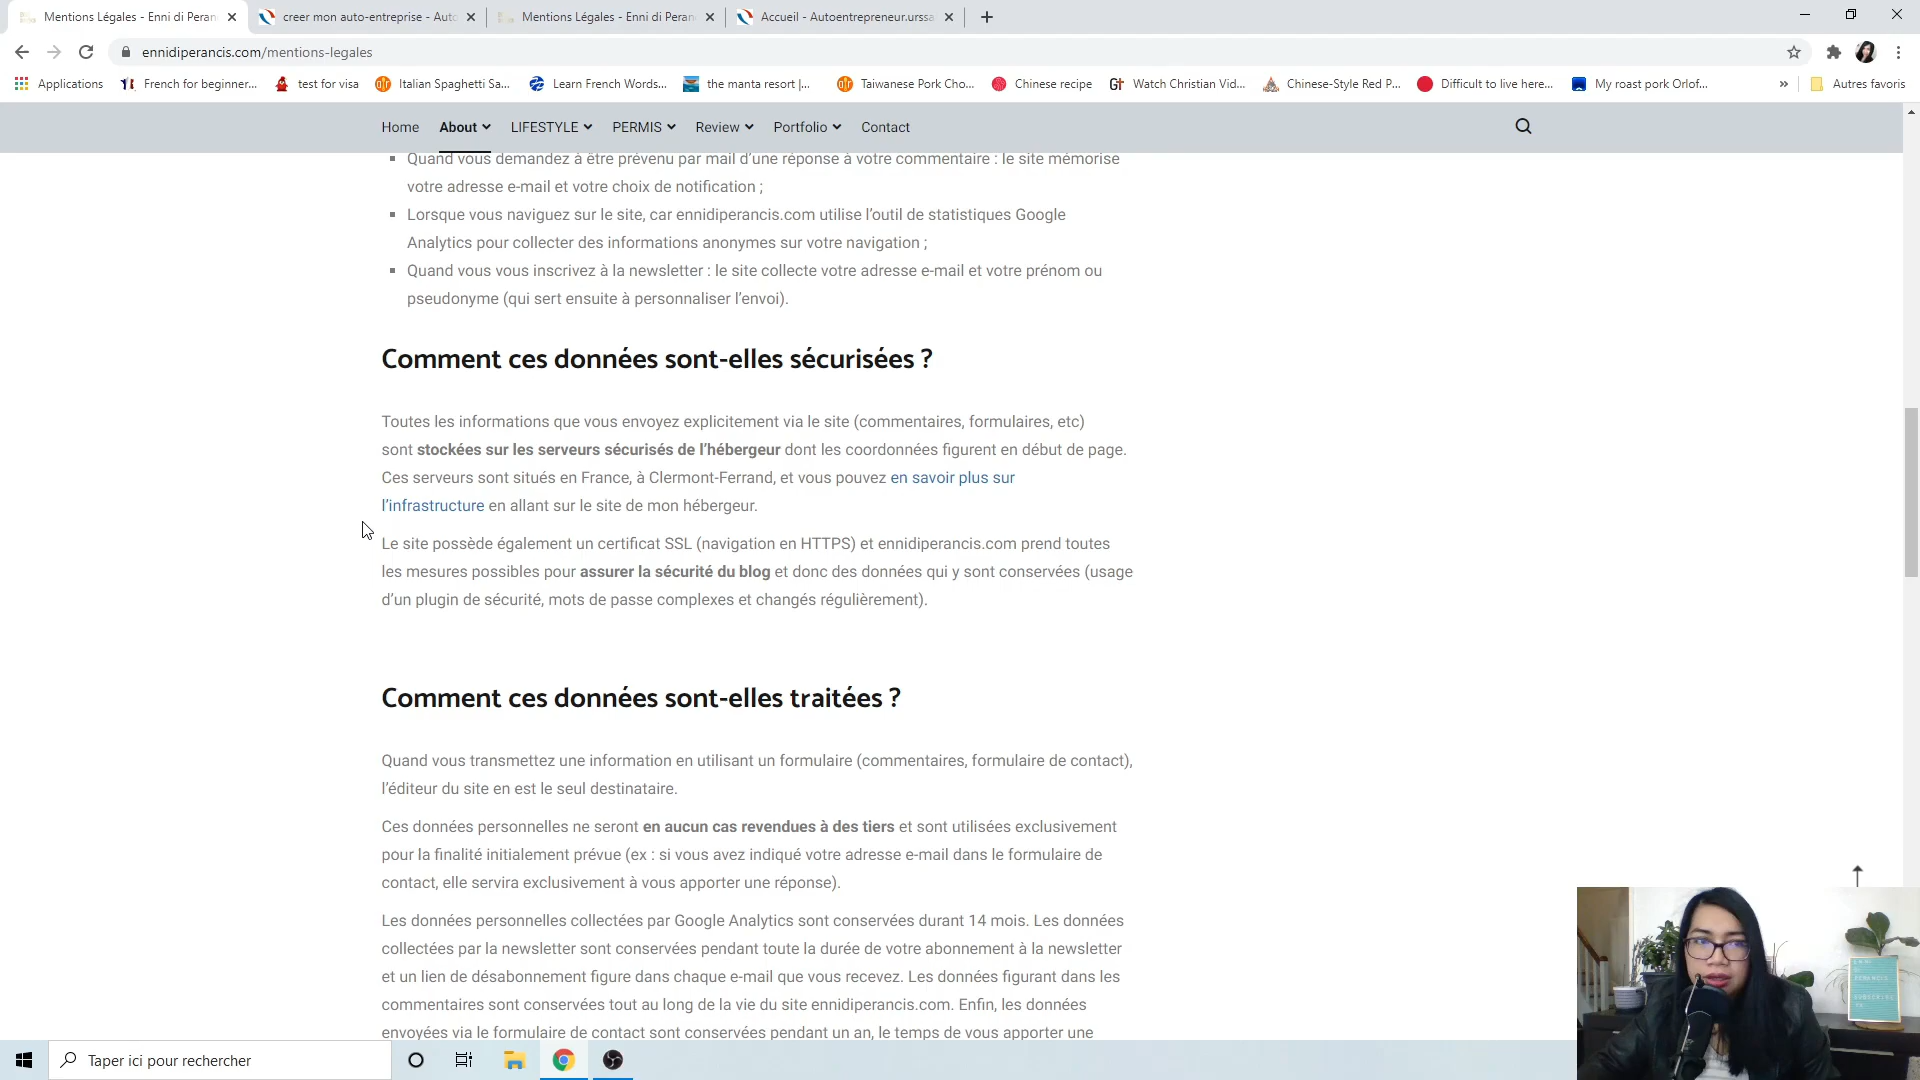 Mentions Légales - Enni di Peran
creer mon auto-entreprise - Auto
Mentions Légales - Enni di Peran
Accueil - Autoentrepreneur.urssa
ennidiperancis.com/mentions-legales
Applications
French for beginner...
test for visa
Italian Spaghetti Sa...
Learn French Words...
the manta resort |...
Taiwanese Pork Cho...
Chinese recipe
Watch Christian Vid...
Chinese-Style Red P...
Difficult to live here...
My roast pork Orlof...
»
Autres favoris
Home
About
LIFESTYLE
PERMIS
Review
Portfolio
Contact
Quand vous demandez à être prévenu par mail d’une réponse à votre commentaire : le site mémorise
votre adresse e-mail et votre choix de notification ;
Lorsque vous naviguez sur le site, car ennidiperancis.com utilise l’outil de statistiques Google
Analytics pour collecter des informations anonymes sur votre navigation ;
Quand vous vous inscrivez à la newsletter : le site collecte votre adresse e-mail et votre prénom ou
pseudonyme (qui sert ensuite à personnaliser l’envoi).
Comment ces données sont-elles sécurisées ?
Toutes les informations que vous envoyez explicitement via le site (commentaires, formulaires, etc)
sont stockées sur les serveurs sécurisés de l’hébergeur dont les coordonnées figurent en début de page.
Ces serveurs sont situés en France, à Clermont-Ferrand, et vous pouvez en savoir plus sur
l’infrastructure en allant sur le site de mon hébergeur.
Le site possède également un certificat SSL (navigation en HTTPS) et ennidiperancis.com prend toutes
les mesures possibles pour assurer la sécurité du blog et donc des données qui y sont conservées (usage
d’un plugin de sécurité, mots de passe complexes et changés régulièrement).
Comment ces données sont-elles traitées ?
Quand vous transmettez une information en utilisant un formulaire (commentaires, formulaire de contact),
l’éditeur du site en est le seul destinataire.
Ces données personnelles ne seront en aucun cas revendues à des tiers et sont utilisées exclusivement
pour la finalité initialement prévue (ex : si vous avez indiqué votre adresse e-mail dans le formulaire de
contact, elle servira exclusivement à vous apporter une réponse).
Les données personnelles collectées par Google Analytics sont conservées durant 14 mois. Les données
collectées par la newsletter sont conservées pendant toute la durée de votre abonnement à la newsletter
et un lien de désabonnement figure dans chaque e-mail que vous recevez. Les données figurant dans les
commentaires sont conservées tout au long de la vie du site ennidiperancis.com. Enfin, les données
envoyées via le formulaire de contact sont conservées pendant un an, le temps de vous apporter une
Taper ici pour rechercher